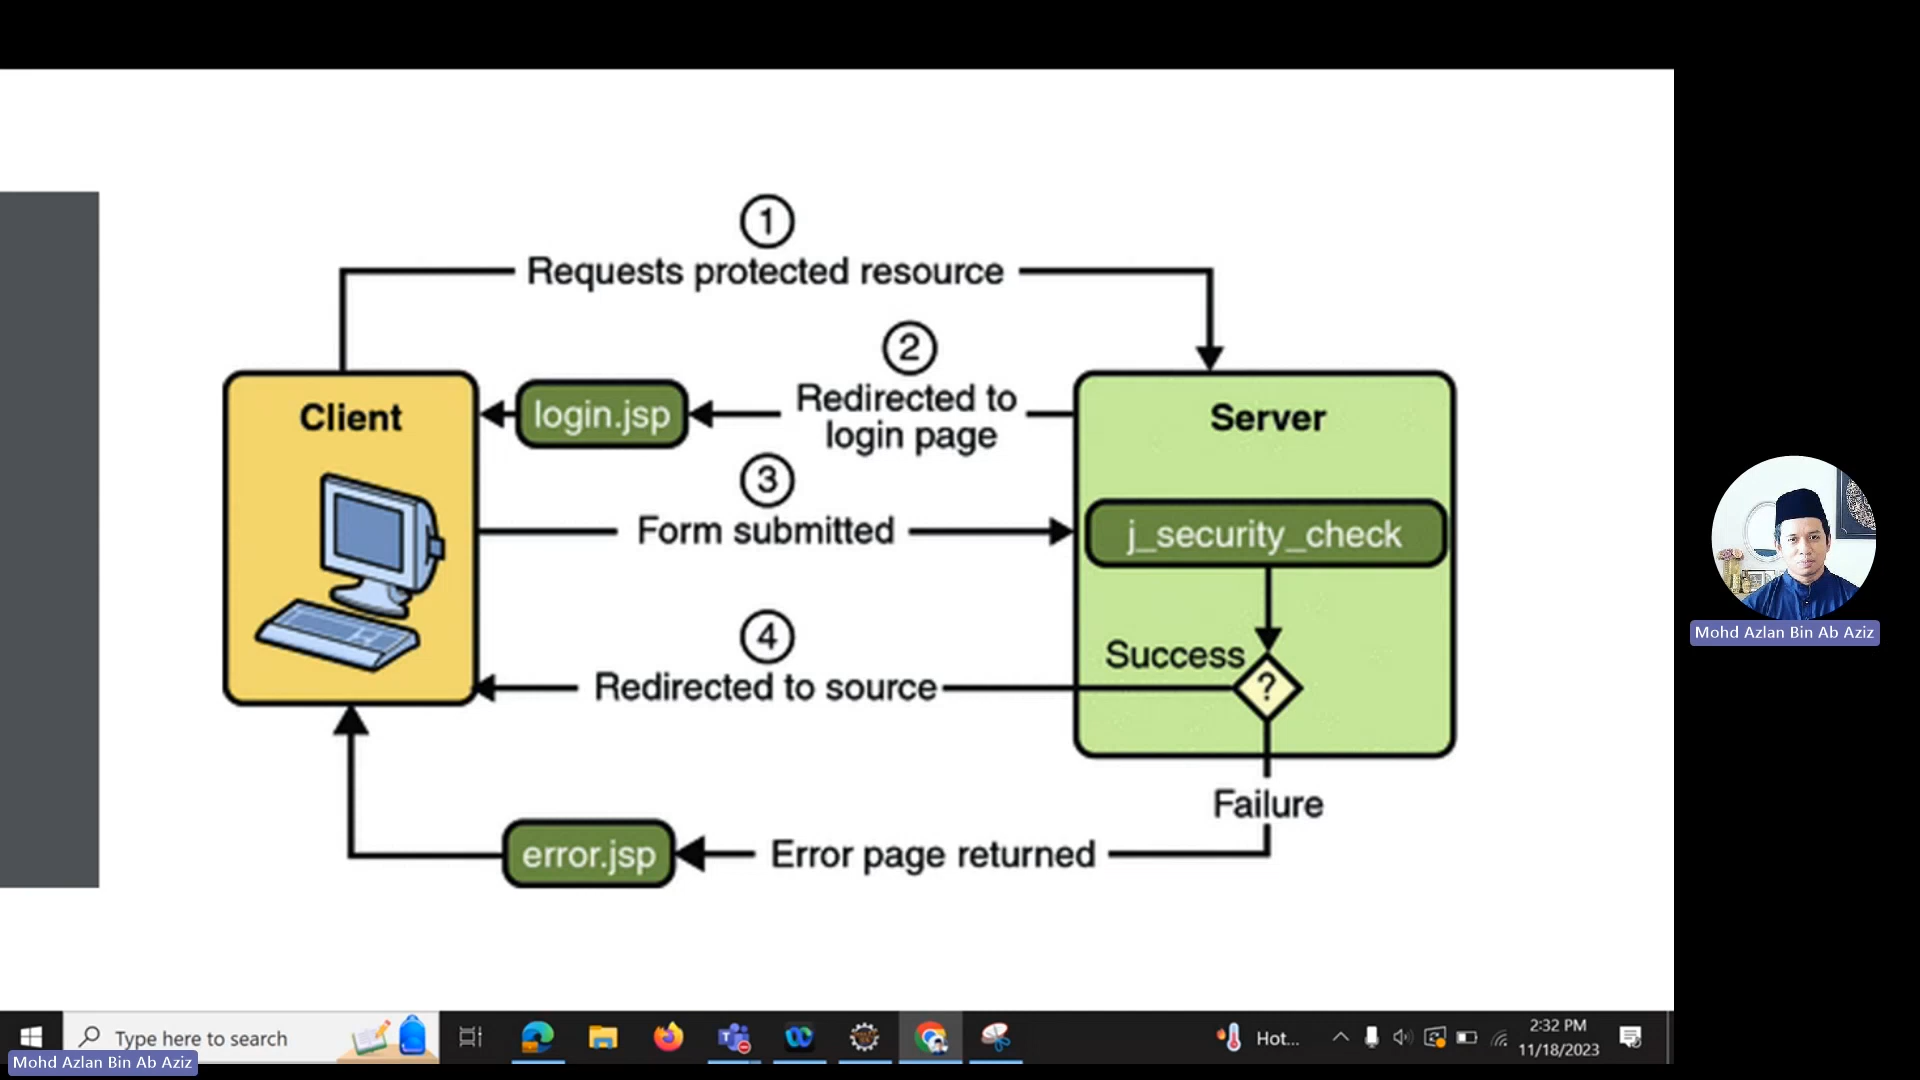 1
Requests protected resource
2
Redirected to
login page
login.jsp
Client
Server
3
Form submitted
j_security_check
4
Success
Redirected to source
?
Failure
error.jsp
Error page returned
Mohd Azlan Bin Ab Aziz
Type here to search
Hot...
2:32 PM
11/18/2023
Mohd Azlan Bin Ab Aziz